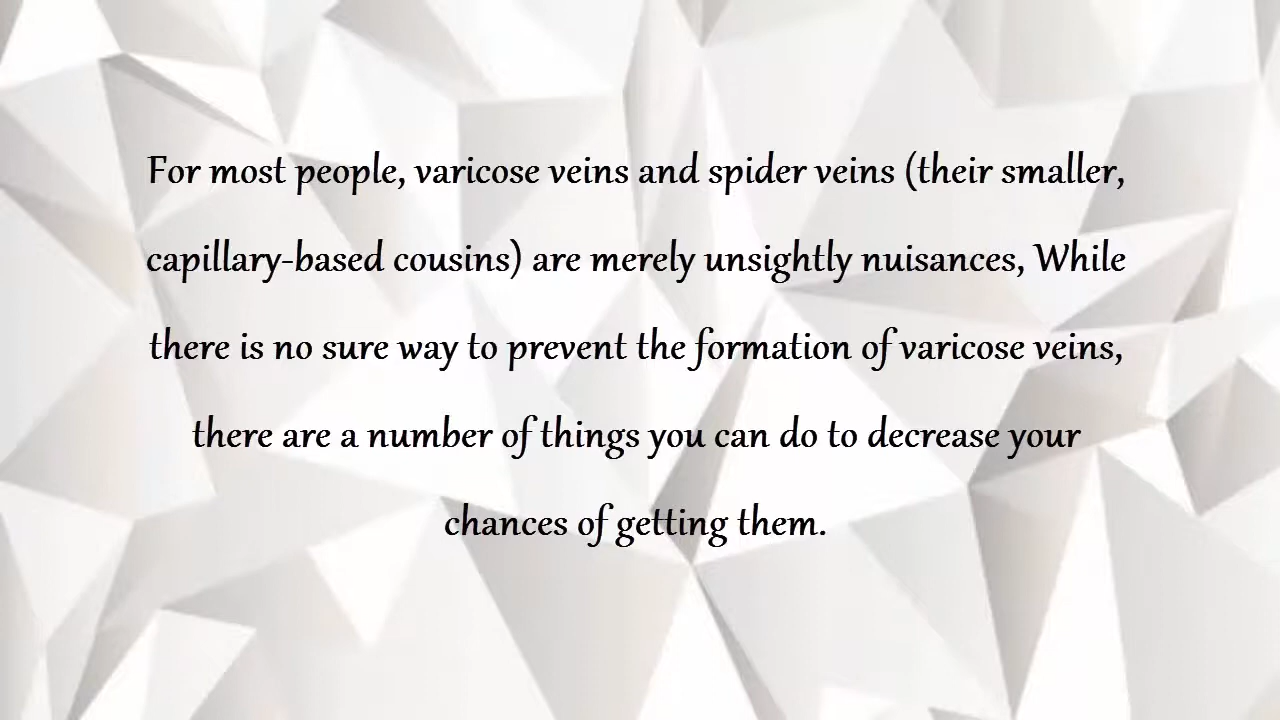 For most people, varicose veins and spider veins (their smaller,
capillary-based cousins) are merely unsightly nuisances, While
there is no sure way to prevent the formation of varicose veins,
there are a number of things you can do to decrease your
chances of getting them.